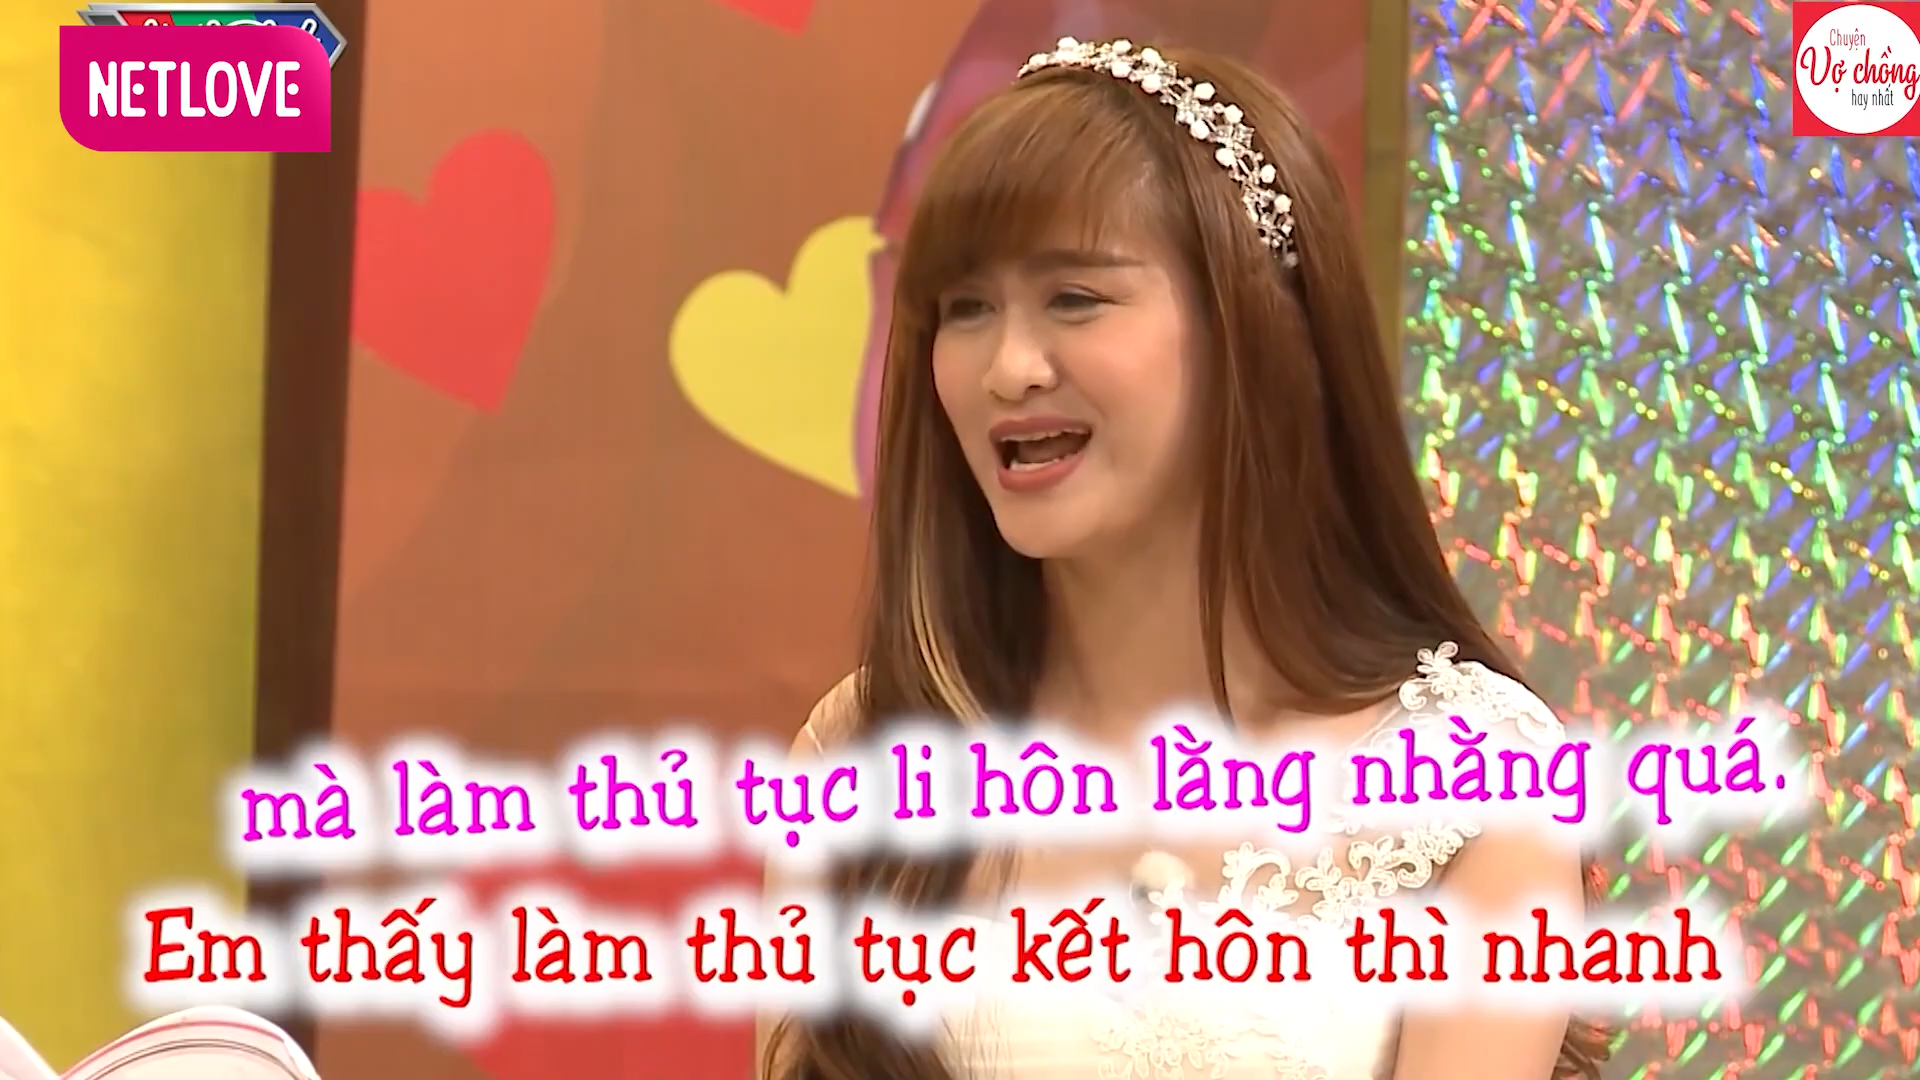 NETLOVE
Chuyện
Vợ chồng
hay nhất
mà làm thủ tục li hôn lằng nhằng quá.
Em thấy làm thủ tục kết hôn thì nhanh